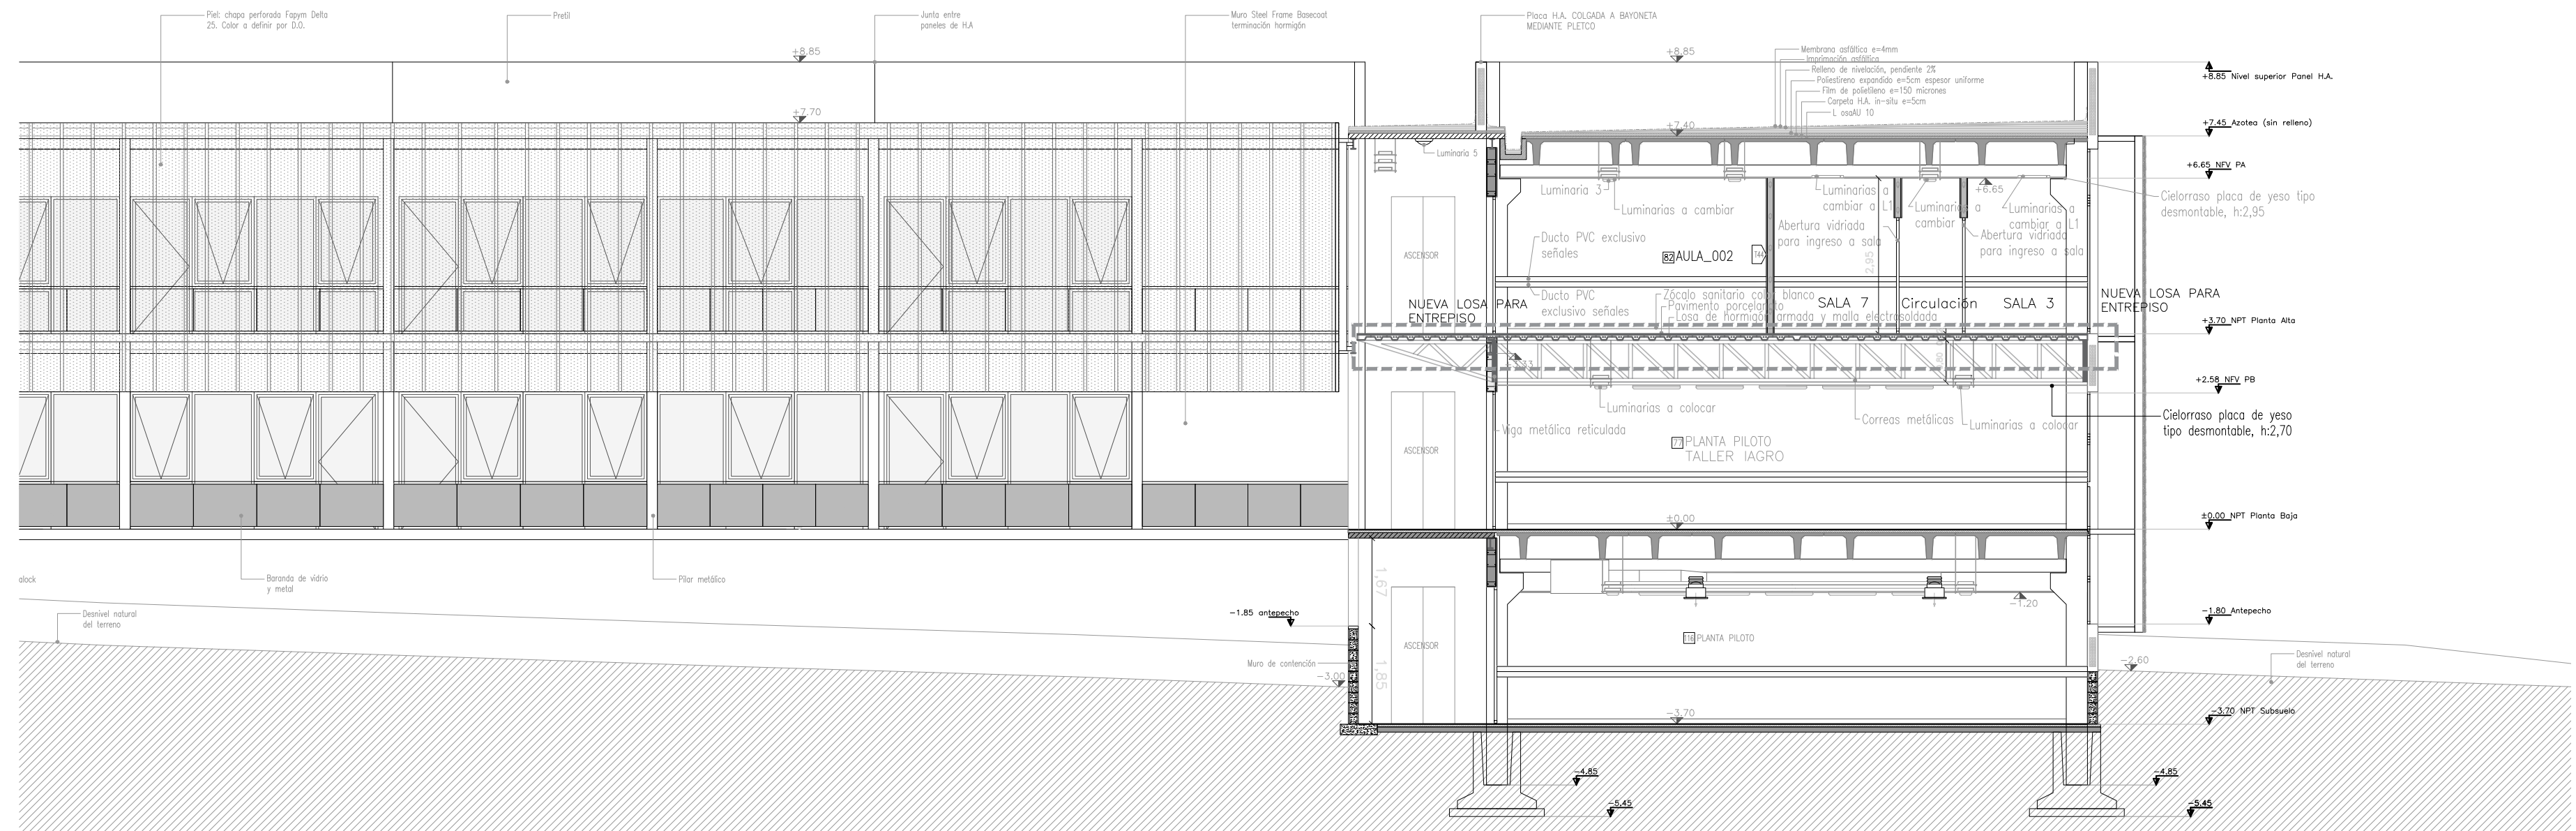 Piel: chapa perforada Fapym Delta
25. Color a definir por D.O.
Pretil
Junta entre
paneles de H.A
Muro Steel Frame Basecoat
terminación hormigón
Placa H.A. COLGADA A BAYONETA
MEDIANTE PLETCO
Membrana asfáltica e=4mm
Imprimación asfáltica
Relleno de nivelación, pendiente 2%
Poliestireno expandido e=5cm espesor uniforme
Film de polietileno e=150 micrones
Carpeta H.A. in-situ e=5cm
L osaAU 10
+8.85
+8.85
+8.85 Nivel superior Panel H.A.
+7.70
+7.40
+7.45 Azotea (sin relleno)
Luminaria 5
+6.65 NFV PA
+6.65
Luminaria 3
Luminarias a cambiar
Luminarias a
cambiar a L1
Luminarias a
cambiar
Luminarias a
cambiar a L1
Cielorraso placa de yeso tipo
desmontable, h:2,95
Abertura vidriada
para ingreso a sala
Abertura vidriada
para ingreso a sala
Ducto PVC exclusivo
señales
82 AULA_002
T44
ASCENSOR
2,95
Ducto PVC
exclusivo señales
Zócalo sanitario color blanco
Pavimento porcelanato
Losa de hormigón armada y malla electrosoldada
NUEVA LOSA PARA
ENTREPISO
SALA 7
Circulación
SALA 3
NUEVA LOSA PARA
ENTREPISO
+3.70 NPT Planta Alta
+2.58 NFV PB
Luminarias a colocar
Correas metálicas
Luminarias a colocar
Viga metálica reticulada
Cielorraso placa de yeso
tipo desmontable, h:2,70
77 PLANTA PILOTO
TALLER IAGRO
ASCENSOR
±0.00
±0.00 NPT Planta Baja
alock
Baranda de vidrio
y metal
Pilar metálico
1,67
-1.20
Desnivel natural
del terreno
-1.85 antepecho
-1.80 Antepecho
116 PLANTA PILOTO
ASCENSOR
Muro de contención
1,85
-3.00
-2.60
Desnivel natural
del terreno
-3.70
-3.70 NPT Subsuelo
-4.85
-4.85
-5.45
-5.45